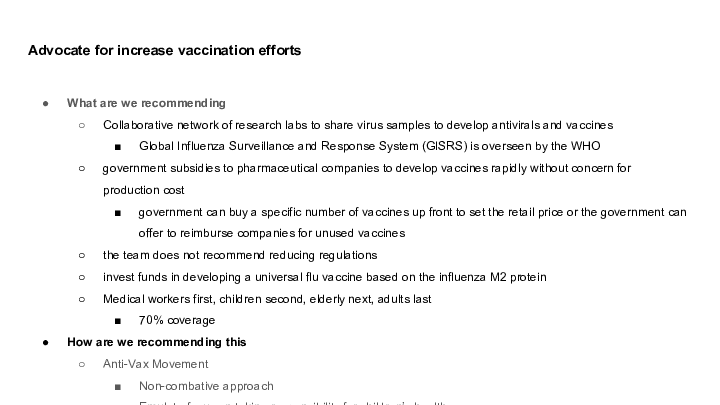 Advocate for increase vaccination efforts
● What are we recommending
○ Collaborative network of research labs to share virus samples to develop antivirals and vaccines
■ Global Influenza Surveillance and Response System (GISRS) is overseen by the WHO
○ government subsidies to pharmaceutical companies to develop vaccines rapidly without concern for
production cost
■ government can buy a specific number of vaccines up front to set the retail price or the government can
offer to reimburse companies for unused vaccines
○ the team does not recommend reducing regulations
○ invest funds in developing a universal flu vaccine based on the influenza M2 protein
○ Medical workers first, children second, elderly next, adults last
■ 70% coverage
● How are we recommending this
○ Anti-Vax Movement
■ Non-combative approach